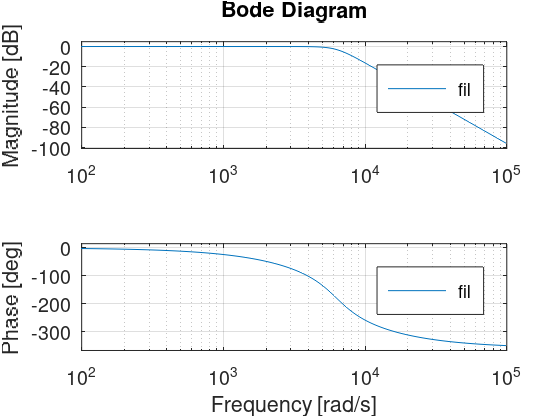 Bode Diagram
Magnitude [dB]
0
-20
-40
-60
-80
-100
fil
10^2 10^3 10^4 10^5
Phase [deg]
0
-100
-200
-300
fil
10^2 10^3 10^4 10^5
Frequency [rad/s]